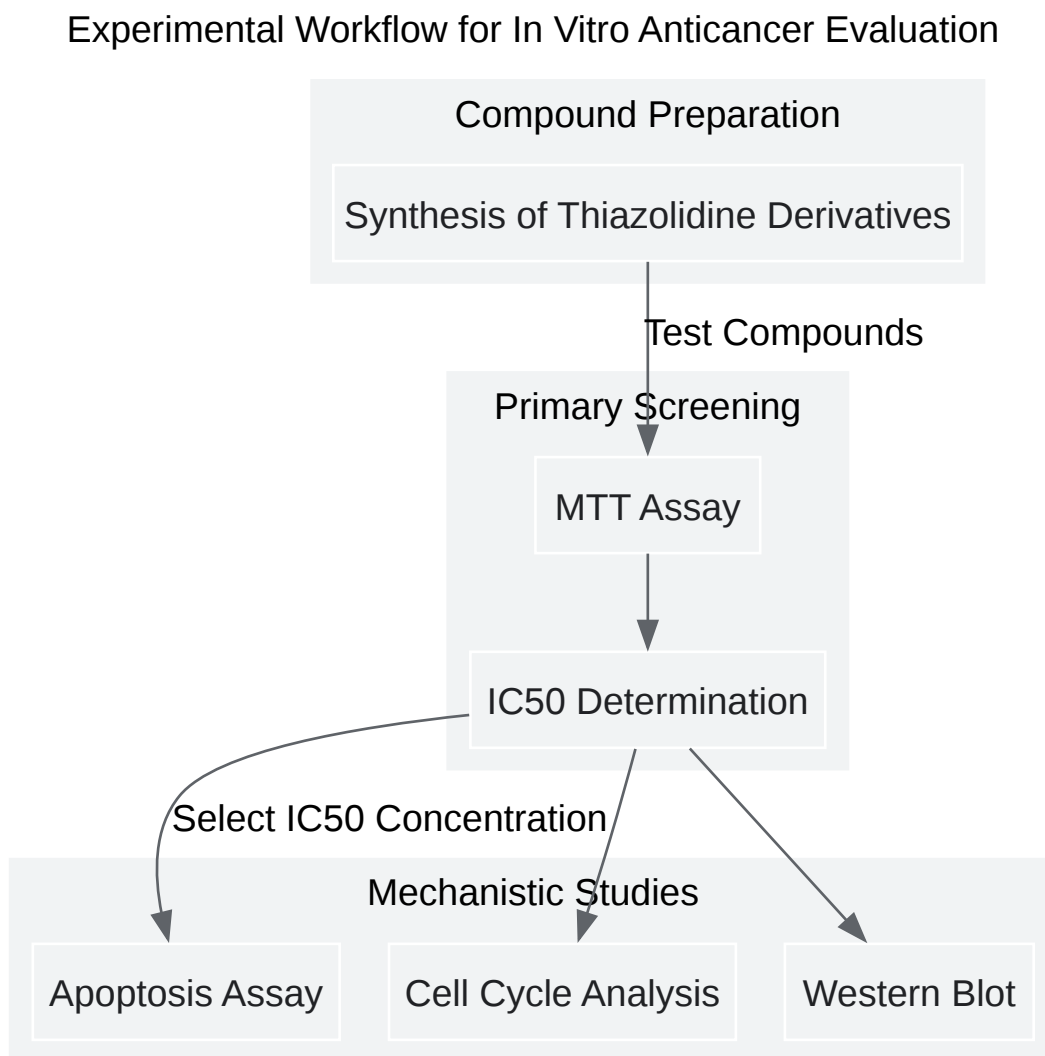 Experimental Workflow for In Vitro Anticancer Evaluation
Compound Preparation
Synthesis of Thiazolidine Derivatives
Test Compounds
Primary Screening
MTT Assay
IC50 Determination
Select IC50 Concentration
Mechanistic Studies
Apoptosis Assay
Cell Cycle Analysis
Western Blot